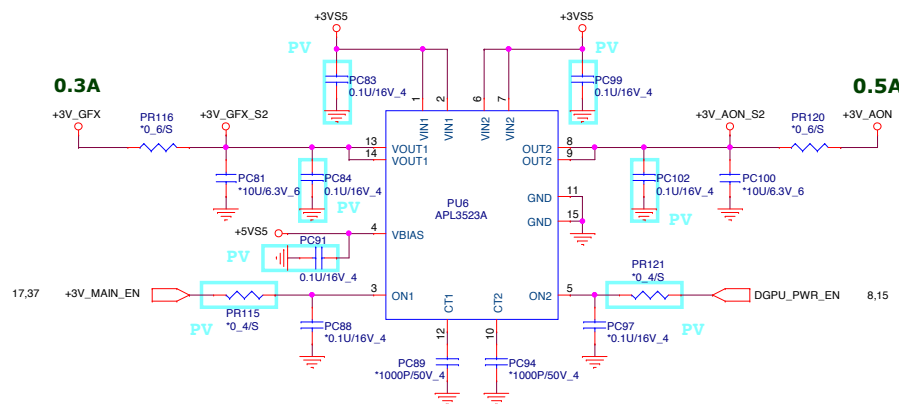 +3VS5
+3VS5
PV
PV
PC83
0.1U/16V_4
PC99
0.1U/16V_4
0.3A
0.5A
+3V_GFX
PR116
*0_6/S
+3V_GFX_S2
+3V_AON_S2
PR120
*0_6/S
+3V_AON
1
2
6
7
VIN1
VIN1
VIN2
VIN2
13
14
VOUT1
VOUT1
OUT2
OUT2
8
9
PC81
*10U/6.3V_6
PC84
0.1U/16V_4
PV
PC102
0.1U/16V_4
PV
PC100
*10U/6.3V_6
PU6
APL3523A
GND
11
GND
15
+5VS5
4
VBIAS
PC91
PV
0.1U/16V_4
17,37
+3V_MAIN_EN
PR115
*0_4/S
PV
3
ON1
ON2
5
PR121
*0_4/S
PV
DGPU_PWR_EN
8,15
PC88
*0.1U/16V_4
CT1
CT2
12
10
PC97
*0.1U/16V_4
PC89
*1000P/50V_4
PC94
*1000P/50V_4